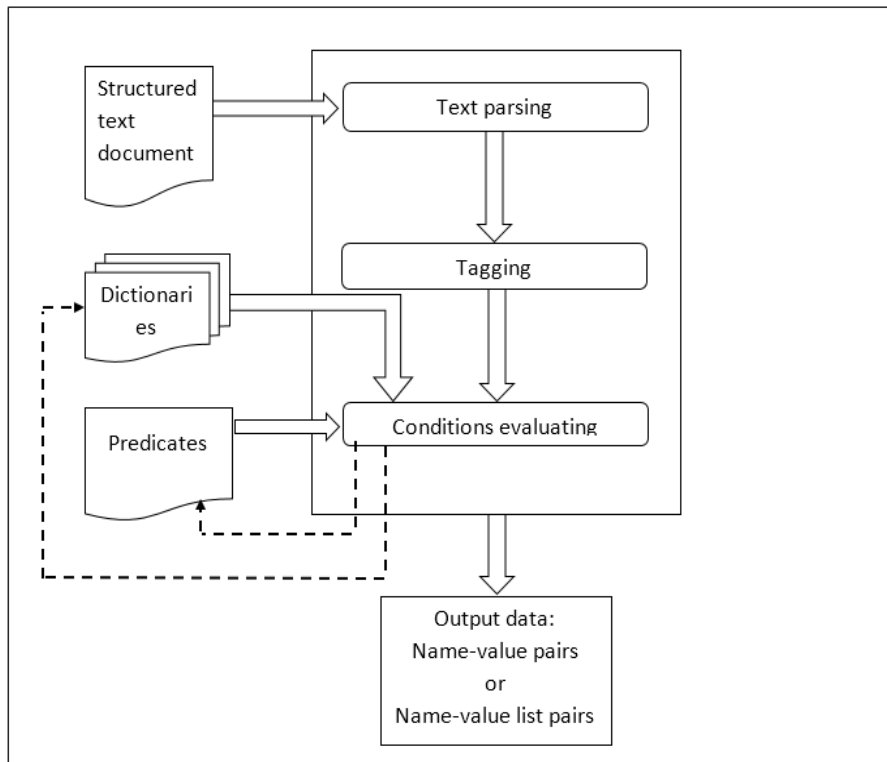 Structured
text
document
Text parsing
Tagging
Dictionari
es
Conditions evaluating
Predicates
Output data:
Name-value pairs
or
Name-value list pairs